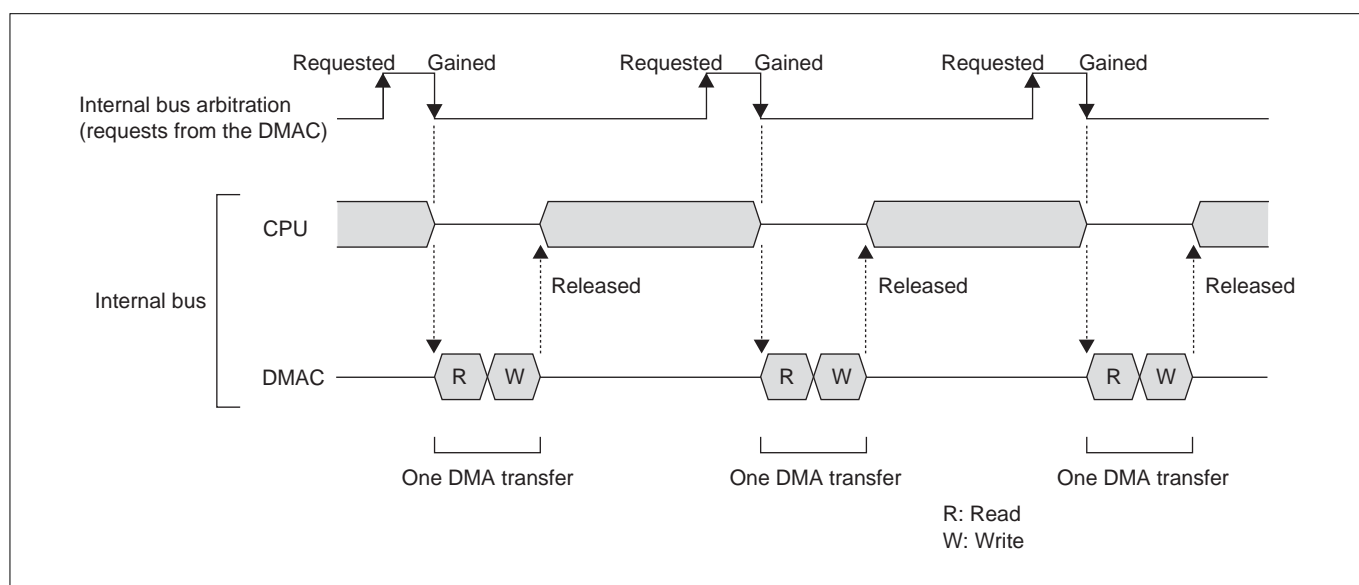 Requested Gained Requested Gained Requested Gained
Internal bus arbitration
(requests from the DMAC)
CPU
Released Released Released
Internal bus
DMAC R W R W R W
One DMA transfer One DMA transfer One DMA transfer
R: Read
W: Write